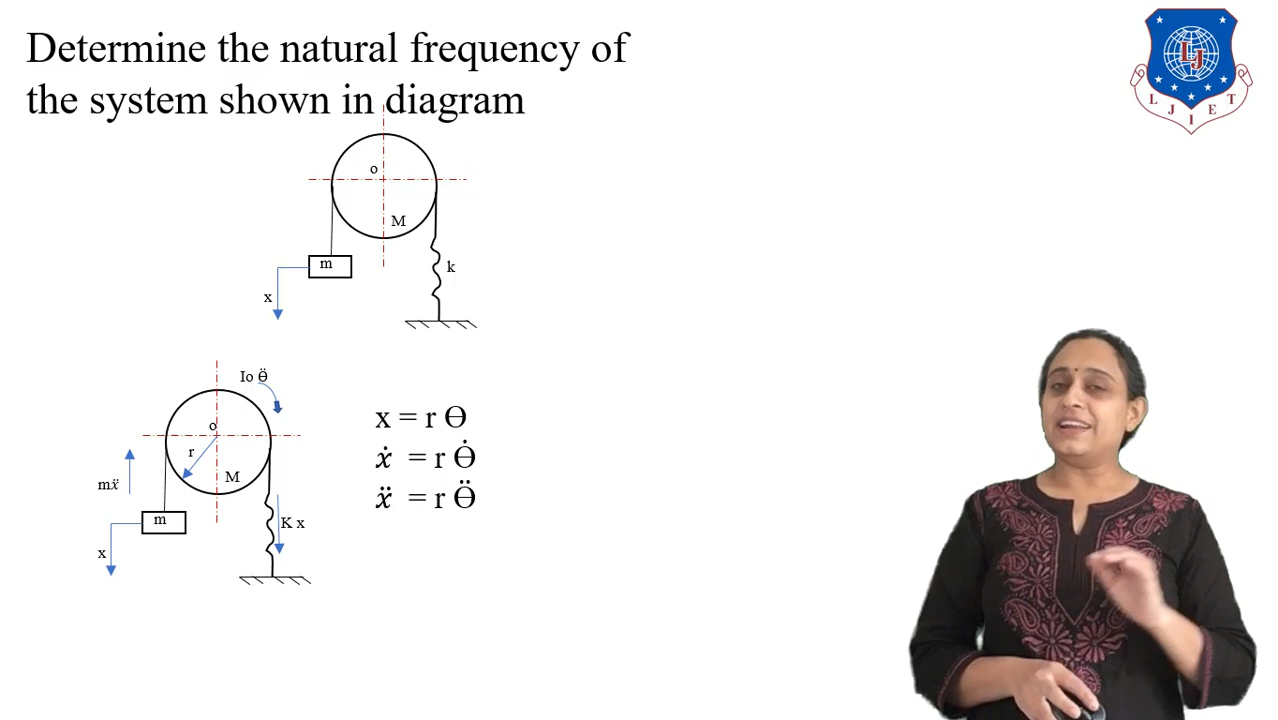 Determine the natural frequency of
the system shown in diagram
L J I E T
LJ
o
M
m
k
x
Io Ӫ
o
r
M
mẍ
m
K x
x
x = r Ө
ẋ = r Ө̇
ẍ = r Ӫ